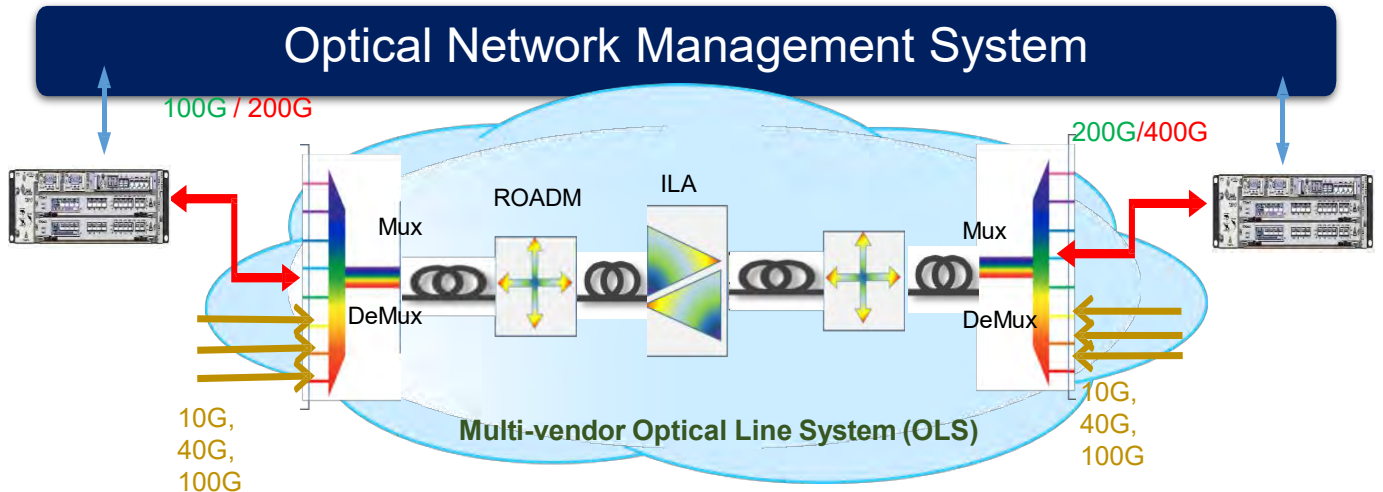 Optical Network Management System
100G / 200G
200G/400G
ILA
ROADM
Mux
Mux
DeMux
DeMux
10G,
40G,
100G
10G,
40G,
100G
Multi-vendor Optical Line System (OLS)